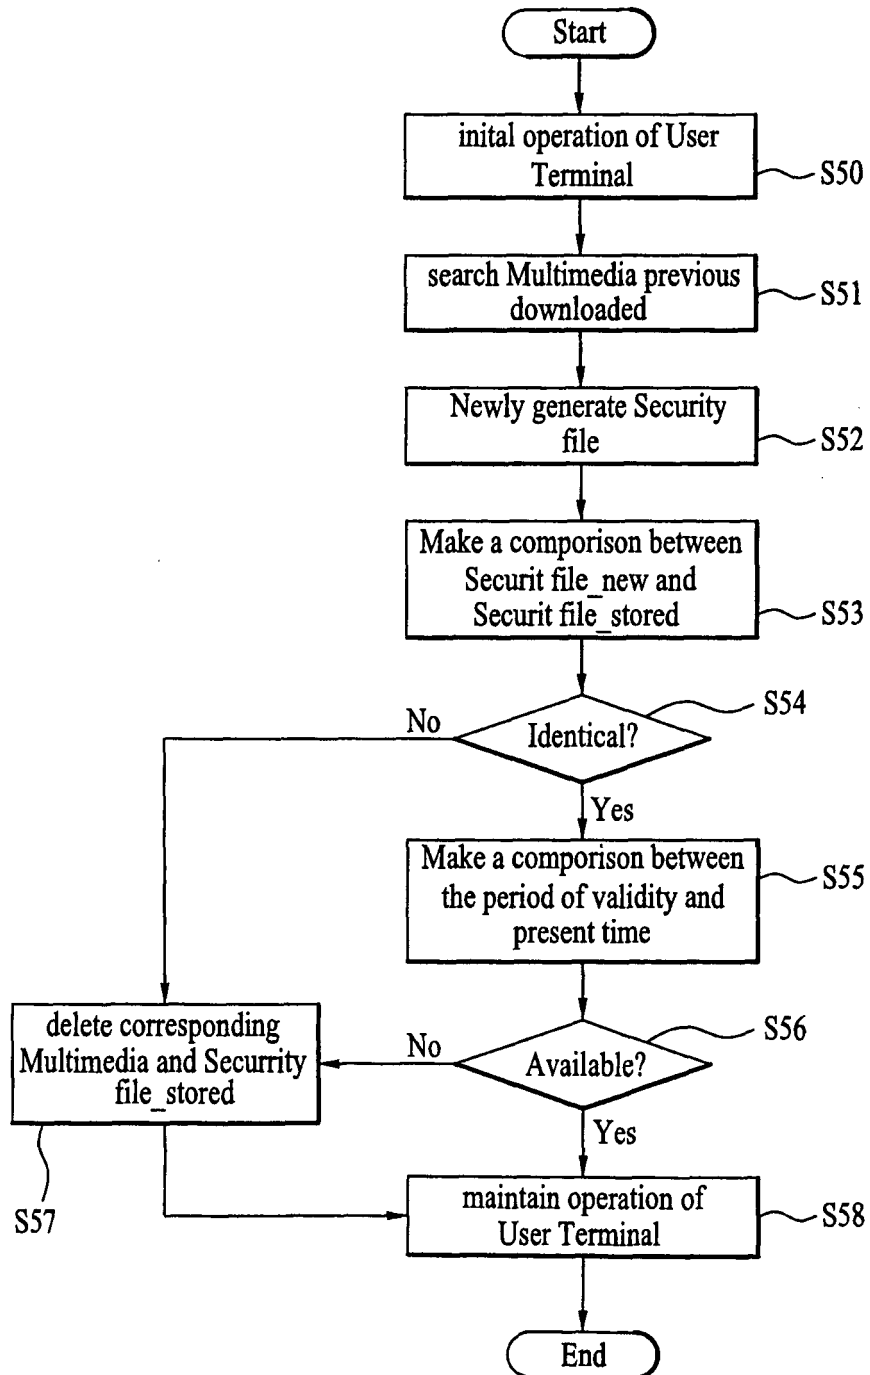 Start
inital operation of User
Terminal
S50
search Multimedia previous
downloaded
S51
Newly generate Security
file
S52
Make a comporison between
Securit file_new and
Securit file_stored
S53
S54
No
Identical?
Yes
Make a comporison between
the period of validity and
present time
S55
S56
delete corresponding
Multimedia and Securrity
file_stored
No
Available?
Yes
S57
maintain operation of
User Terminal
S58
End